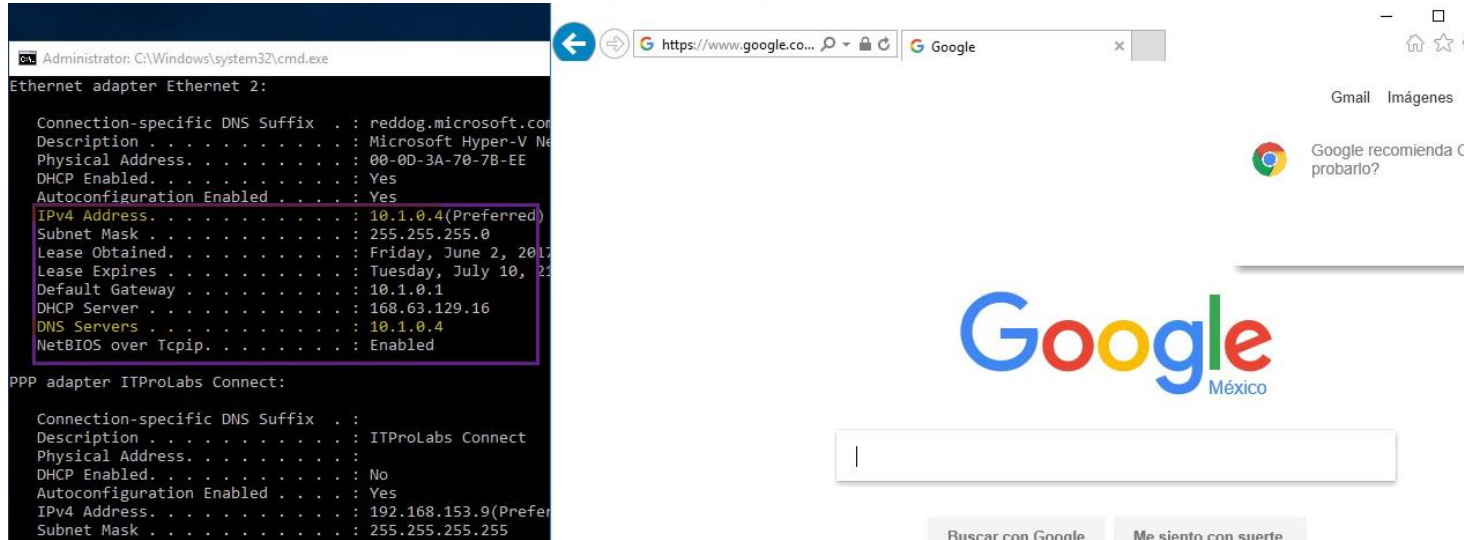 Administrator: C:\Windows\system32\cmd.exe
Ethernet adapter Ethernet 2:
Connection-specific DNS Suffix . : reddog.microsoft.com
Description . . . . . . . . . . . : Microsoft Hyper-V Ne
Physical Address. . . . . . . . . : 00-0D-3A-70-7B-EE
DHCP Enabled. . . . . . . . . . . : Yes
Autoconfiguration Enabled . . . . : Yes
IPv4 Address. . . . . . . . . . . : 10.1.0.4(Preferred)
Subnet Mask . . . . . . . . . . . : 255.255.255.0
Lease Obtained. . . . . . . . . . : Friday, June 2, 2017
Lease Expires . . . . . . . . . . : Tuesday, July 10, 21
Default Gateway . . . . . . . . . : 10.1.0.1
DHCP Server . . . . . . . . . . . : 168.63.129.16
DNS Servers . . . . . . . . . . . : 10.1.0.4
NetBIOS over Tcpip. . . . . . . . : Enabled
PPP adapter ITProLabs Connect:
Connection-specific DNS Suffix . :
Description . . . . . . . . . . . : ITProLabs Connect
Physical Address. . . . . . . . . :
DHCP Enabled. . . . . . . . . . . : No
Autoconfiguration Enabled . . . . : Yes
IPv4 Address. . . . . . . . . . . : 192.168.153.9(Prefer
Subnet Mask . . . . . . . . . . . : 255.255.255.255
https://www.google.co...
Google
Gmail Imágenes
Google recomienda C
probarlo?
Google
México
Buscar con Google Me siento con suerte